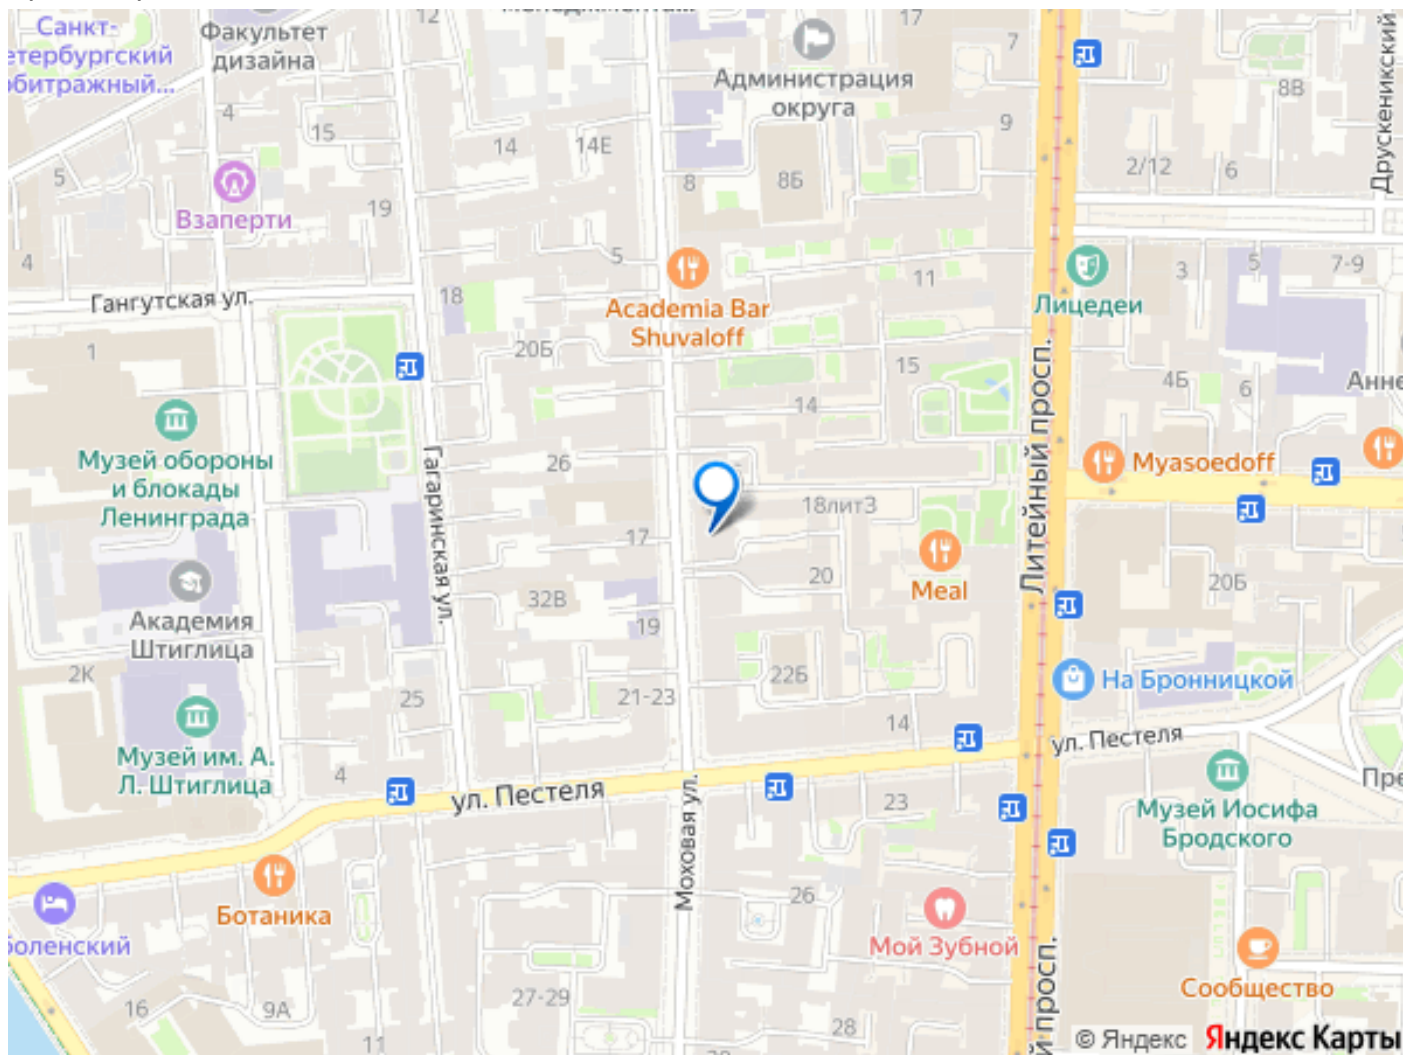 менеджмента...
12
17
Санкт-
етербургский
рбитражный...
Факультет
дизайна
7
Администрация
округа
8В
Друскеникский
4
15
14
14Е
9
5
Взаперти
19
8
8Б
2/12
6
4
5
11
3
5
7-9
Гангутская ул.
18
Academia Bar
Shuvaloff
Лицедеи
1
20Б
15
4Б
6
Анне
14
Музей обороны
и блокады
Ленинграда
26
Гагаринская ул.
Литейный просп.
Myasoedoff
18лит3
17
Академия
Штиглица
32В
20
Meal
20Б
19
2К
25
21-23
22Б
На Бронницкой
14
ул. Пестеля
Музей им. А.
Л. Штиглица
4
ул. Пестеля
Моховая ул.
23
Пре
Музей Иосифа
Бродского
Ботаника
26
Мой Зубной
боленский
й просп.
Сообщество
16
9А
27-29
11
28
30
© Яндекс Яндекс Карты